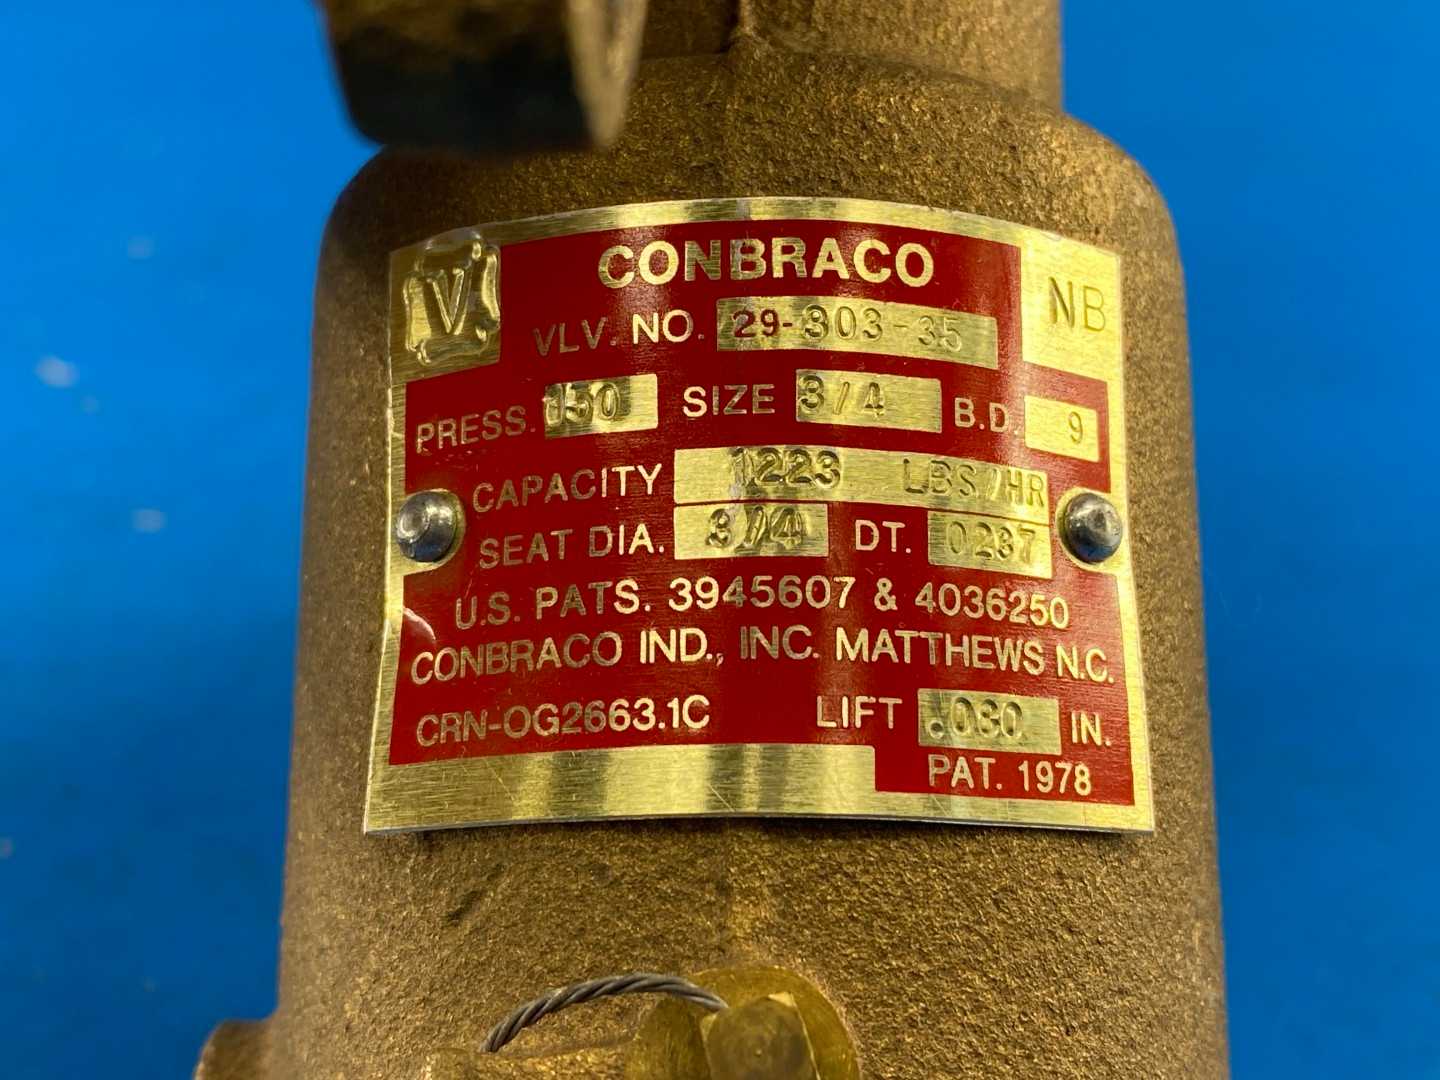 V CONBRACO NB
VLV. NO. 29-303-35
PRESS. 150 SIZE 3/4 B.D. 9
CAPACITY 1223 LBS/HR
SEAT DIA. 3/4 DT. 0237
U.S. PATS. 3945607 & 4036250
CONBRACO IND., INC. MATTHEWS N.C.
CRN-OG2663.1C LIFT .030 IN.
PAT. 1978